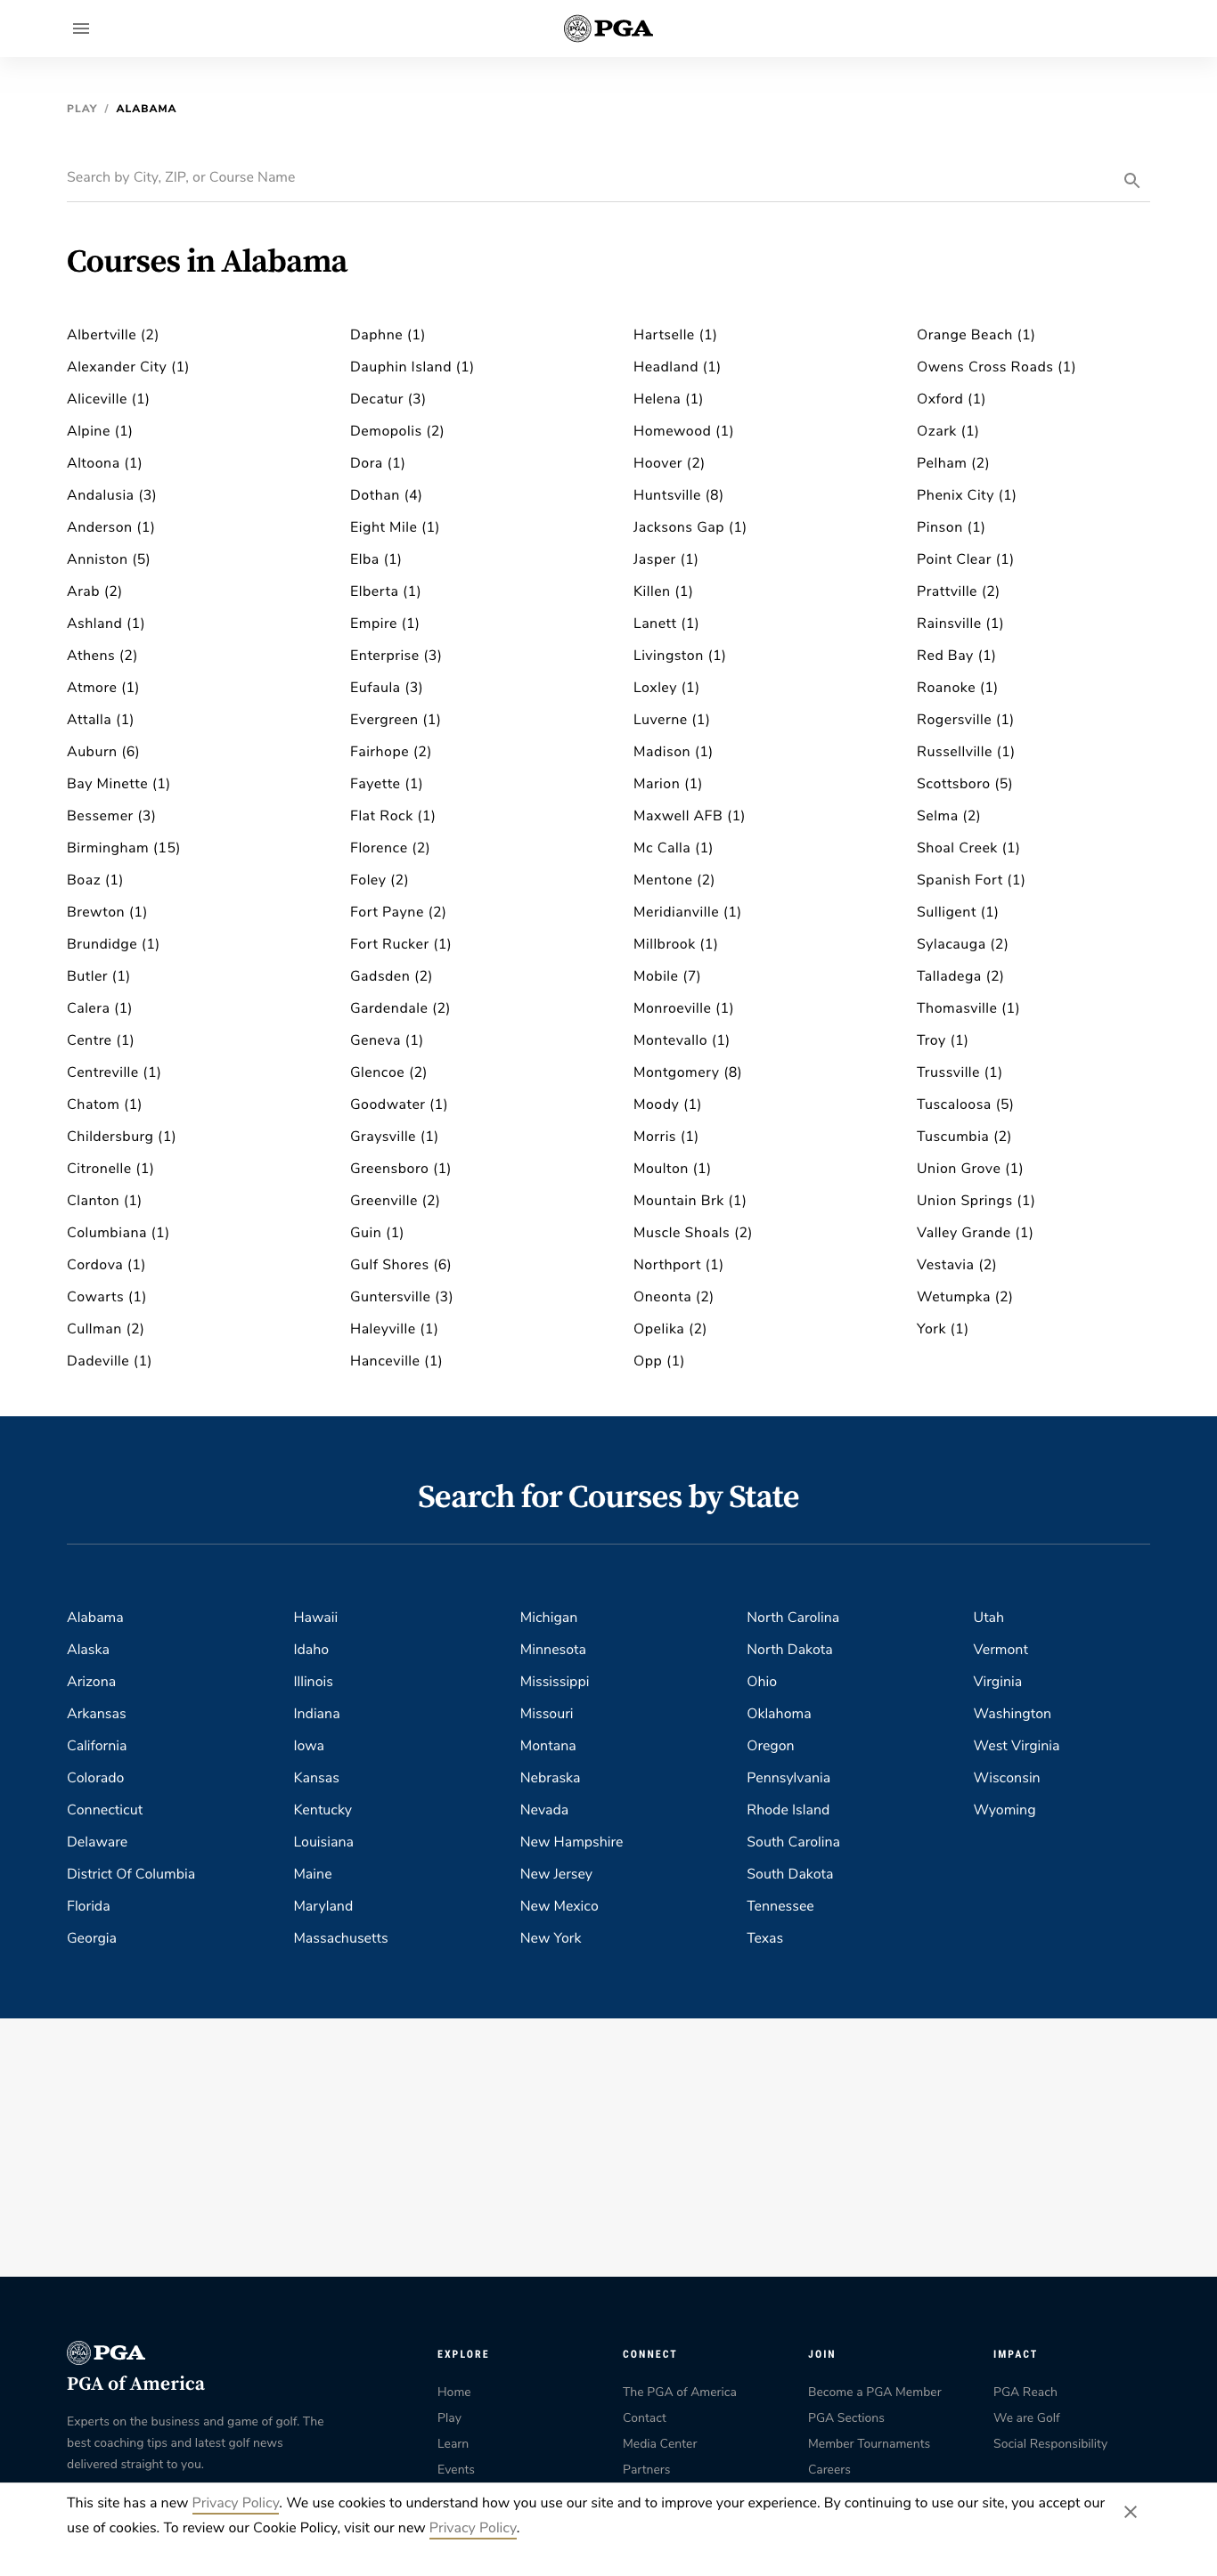 PGA
PLAY / ALABAMA
Search by City, ZIP, or Course Name
Courses in Alabama
Albertville (2)
Alexander City (1)
Aliceville (1)
Alpine (1)
Altoona (1)
Andalusia (3)
Anderson (1)
Anniston (5)
Arab (2)
Ashland (1)
Athens (2)
Atmore (1)
Attalla (1)
Auburn (6)
Bay Minette (1)
Bessemer (3)
Birmingham (15)
Boaz (1)
Brewton (1)
Brundidge (1)
Butler (1)
Calera (1)
Centre (1)
Centreville (1)
Chatom (1)
Childersburg (1)
Citronelle (1)
Clanton (1)
Columbiana (1)
Cordova (1)
Cowarts (1)
Cullman (2)
Dadeville (1)
Daphne (1)
Dauphin Island (1)
Decatur (3)
Demopolis (2)
Dora (1)
Dothan (4)
Eight Mile (1)
Elba (1)
Elberta (1)
Empire (1)
Enterprise (3)
Eufaula (3)
Evergreen (1)
Fairhope (2)
Fayette (1)
Flat Rock (1)
Florence (2)
Foley (2)
Fort Payne (2)
Fort Rucker (1)
Gadsden (2)
Gardendale (2)
Geneva (1)
Glencoe (2)
Goodwater (1)
Graysville (1)
Greensboro (1)
Greenville (2)
Guin (1)
Gulf Shores (6)
Guntersville (3)
Haleyville (1)
Hanceville (1)
Hartselle (1)
Headland (1)
Helena (1)
Homewood (1)
Hoover (2)
Huntsville (8)
Jacksons Gap (1)
Jasper (1)
Killen (1)
Lanett (1)
Livingston (1)
Loxley (1)
Luverne (1)
Madison (1)
Marion (1)
Maxwell AFB (1)
Mc Calla (1)
Mentone (2)
Meridianville (1)
Millbrook (1)
Mobile (7)
Monroeville (1)
Montevallo (1)
Montgomery (8)
Moody (1)
Morris (1)
Moulton (1)
Mountain Brk (1)
Muscle Shoals (2)
Northport (1)
Oneonta (2)
Opelika (2)
Opp (1)
Orange Beach (1)
Owens Cross Roads (1)
Oxford (1)
Ozark (1)
Pelham (2)
Phenix City (1)
Pinson (1)
Point Clear (1)
Prattville (2)
Rainsville (1)
Red Bay (1)
Roanoke (1)
Rogersville (1)
Russellville (1)
Scottsboro (5)
Selma (2)
Shoal Creek (1)
Spanish Fort (1)
Sulligent (1)
Sylacauga (2)
Talladega (2)
Thomasville (1)
Troy (1)
Trussville (1)
Tuscaloosa (5)
Tuscumbia (2)
Union Grove (1)
Union Springs (1)
Valley Grande (1)
Vestavia (2)
Wetumpka (2)
York (1)
Search for Courses by State
Alabama
Alaska
Arizona
Arkansas
California
Colorado
Connecticut
Delaware
District Of Columbia
Florida
Georgia
Hawaii
Idaho
Illinois
Indiana
Iowa
Kansas
Kentucky
Louisiana
Maine
Maryland
Massachusetts
Michigan
Minnesota
Mississippi
Missouri
Montana
Nebraska
Nevada
New Hampshire
New Jersey
New Mexico
New York
North Carolina
North Dakota
Ohio
Oklahoma
Oregon
Pennsylvania
Rhode Island
South Carolina
South Dakota
Tennessee
Texas
Utah
Vermont
Virginia
Washington
West Virginia
Wisconsin
Wyoming
PGA
PGA of America
Experts on the business and game of golf. The
best coaching tips and latest golf news
delivered straight to you.
EXPLORE
Home
Play
Learn
Events
CONNECT
The PGA of America
Contact
Media Center
Partners
JOIN
Become a PGA Member
PGA Sections
Member Tournaments
Careers
IMPACT
PGA Reach
We are Golf
Social Responsibility
This site has a new Privacy Policy. We use cookies to understand how you use our site and to improve your experience. By continuing to use our site, you accept our
use of cookies. To review our Cookie Policy, visit our new Privacy Policy.